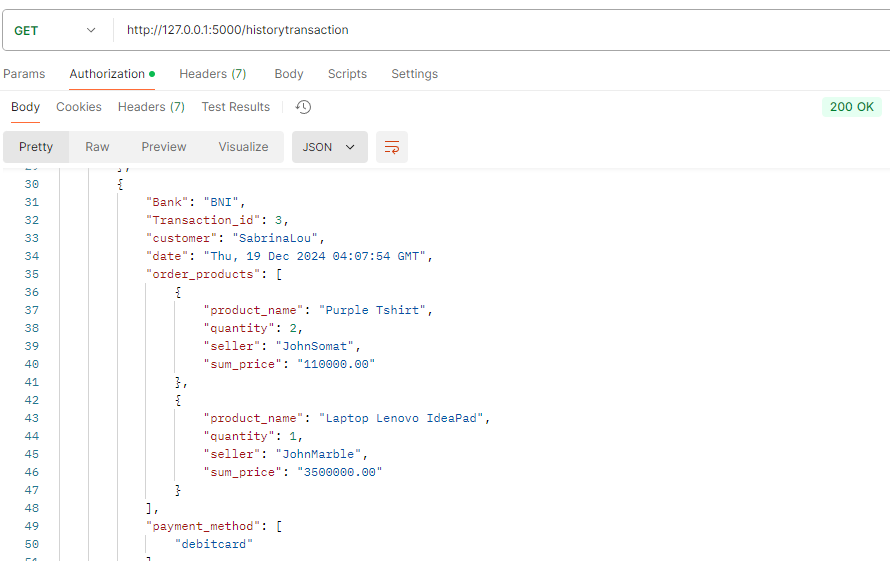 GET http://127.0.0.1:5000/historytransaction
Params Authorization Headers (7) Body Scripts Settings
Body Cookies Headers (7) Test Results 200 OK
Pretty Raw Preview Visualize JSON
29 },
30 {
31 "Bank": "BNI",
32 "Transaction_id": 3,
33 "customer": "SabrinaLou",
34 "date": "Thu, 19 Dec 2024 04:07:54 GMT",
35 "order_products": [
36 {
37 "product_name": "Purple Tshirt",
38 "quantity": 2,
39 "seller": "JohnSomat",
40 "sum_price": "110000.00"
41 },
42 {
43 "product_name": "Laptop Lenovo IdeaPad",
44 "quantity": 1,
45 "seller": "JohnMarble",
46 "sum_price": "3500000.00"
47 }
48 ],
49 "payment_method": [
50 "debitcard"